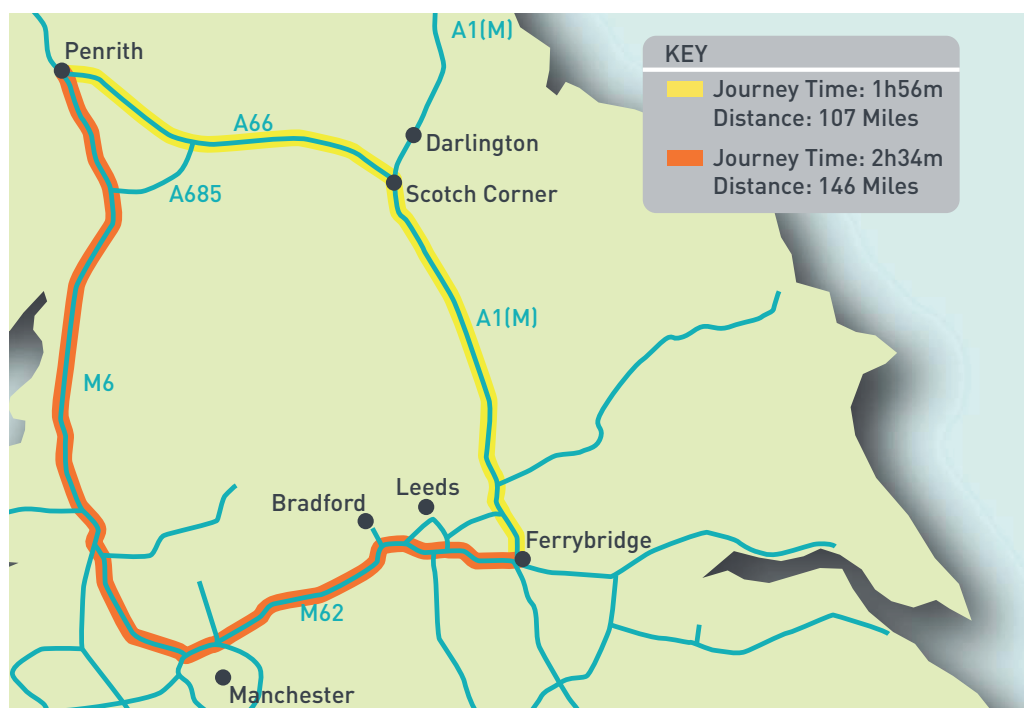 A1(M)
Penrith
KEY
Journey Time: 1h56m
Distance: 107 Miles
A66
Darlington
Journey Time: 2h34m
Distance: 146 Miles
A685
Scotch Corner
A1(M)
M6
Leeds
Bradford
Ferrybridge
M62
Manchester